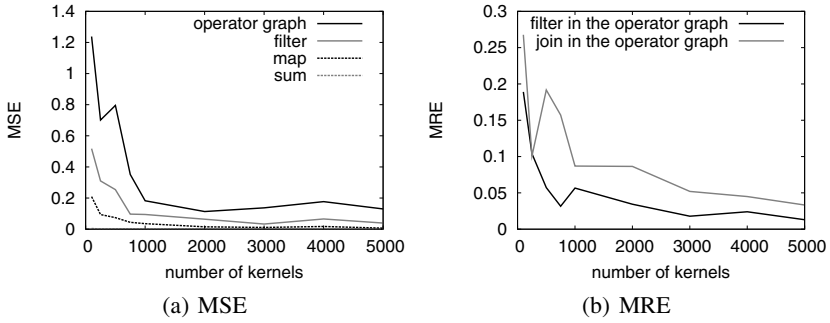 1.4
1.2
1
0.8
0.6
0.4
0.2
0
MSE
operator graph
filter
map
sum
0 1000 2000 3000 4000 5000
number of kernels
(a) MSE
0.3
0.25
0.2
0.15
0.1
0.05
0
MRE
filter in the operator graph
join in the operator graph
0 1000 2000 3000 4000 5000
number of kernels
(b) MRE